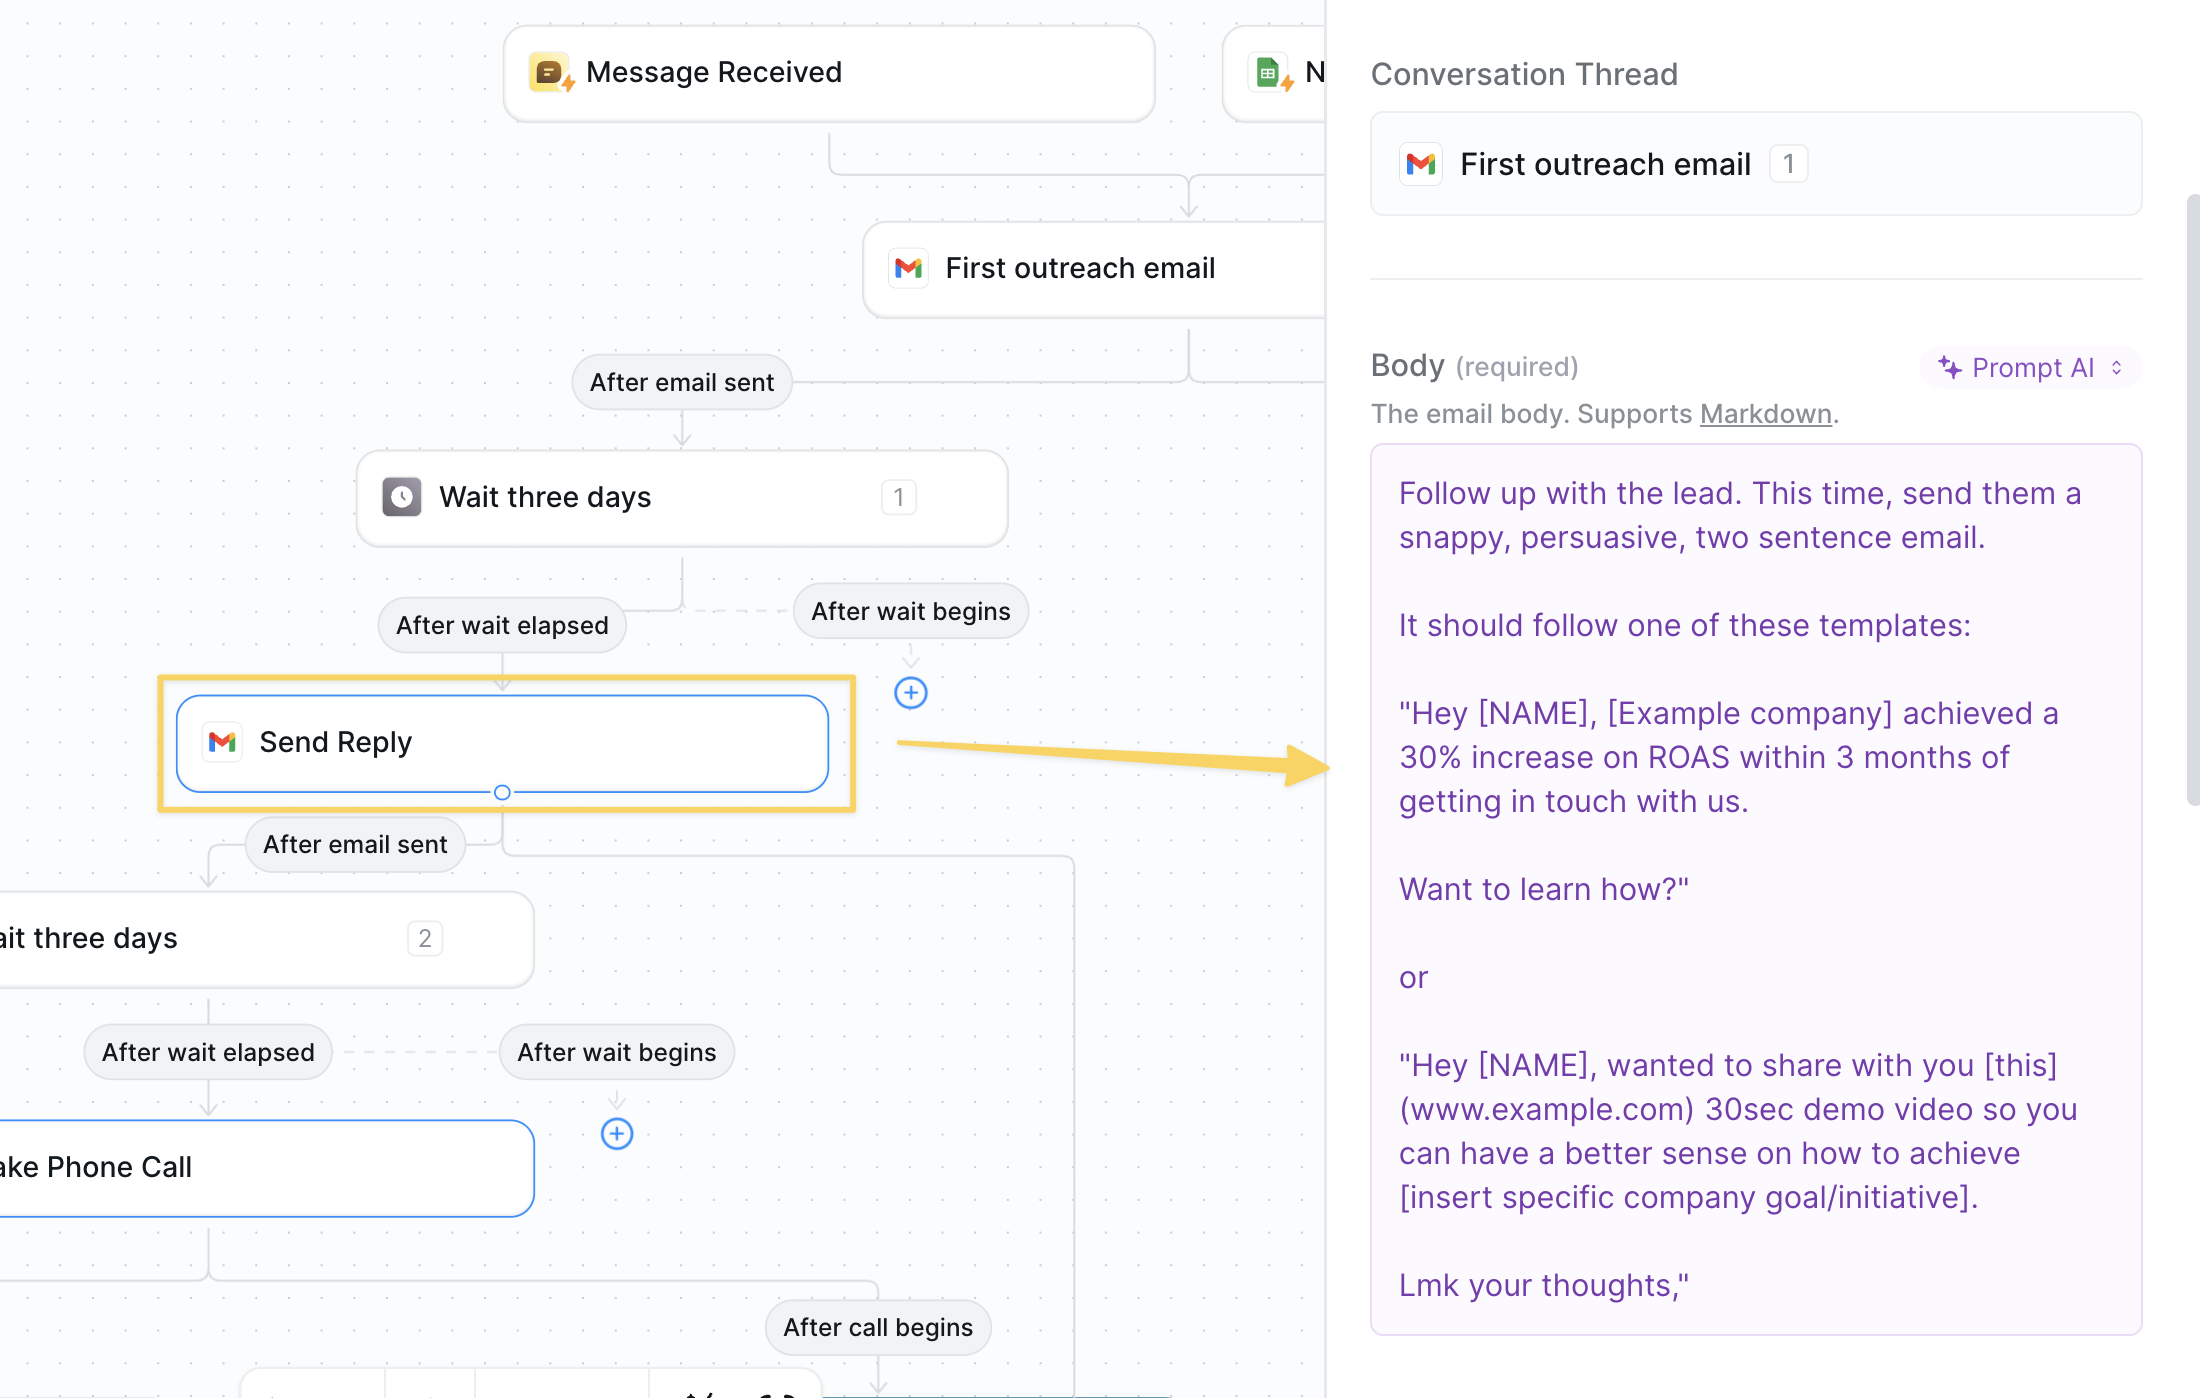 Message Received
N
First outreach email
After email sent
Wait three days
1
After wait elapsed
After wait begins
Send Reply
After email sent
ait three days
2
After wait elapsed
After wait begins
ake Phone Call
After call begins
Conversation Thread
First outreach email 1
Body (required)
Prompt AI
The email body. Supports Markdown.
Follow up with the lead. This time, send them a
snappy, persuasive, two sentence email.
It should follow one of these templates:
"Hey [NAME], [Example company] achieved a
30% increase on ROAS within 3 months of
getting in touch with us.
Want to learn how?"
or
"Hey [NAME], wanted to share with you [this]
(www.example.com) 30sec demo video so you
can have a better sense on how to achieve
[insert specific company goal/initiative].
Lmk your thoughts,"